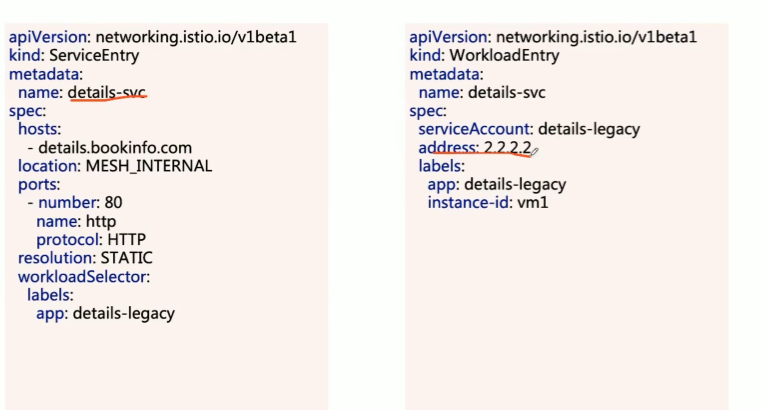 apiVersion: networking.istio.io/v1beta1
kind: ServiceEntry
metadata:
  name: details-svc
spec:
  hosts:
    - details.bookinfo.com
  location: MESH_INTERNAL
  ports:
    - number: 80
      name: http
      protocol: HTTP
  resolution: STATIC
  workloadSelector:
    labels:
      app: details-legacy
apiVersion: networking.istio.io/v1beta1
kind: WorkloadEntry
metadata:
  name: details-svc
spec:
  serviceAccount: details-legacy
  address: 2.2.2.2
  labels:
    app: details-legacy
    instance-id: vm1